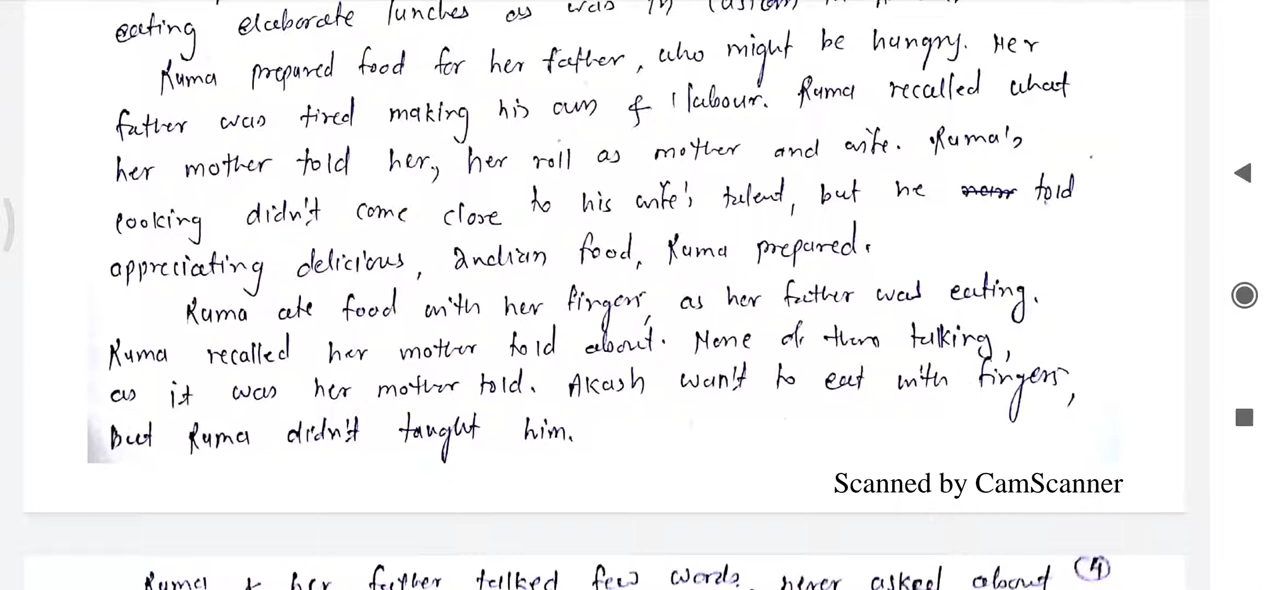 eating elaborate lunches as was
Ruma prepared food for her father, who might be hungry. Her
father was tired making his own & labour. Ruma recalled what
her mother told her, her roll as mother and wife. Ruma's
cooking didn't come close to his wife's talent, but he told
appreciating delicious, Indian food, Ruma prepared.
Ruma ate food with her fingers, as her father was eating.
Ruma recalled her mother told about. None of them talking,
as it was her mother told. Akash want to eat with fingers,
But Ruma didn't taught him.
Scanned by CamScanner
Ruma & her father talked few words, never asked about 4